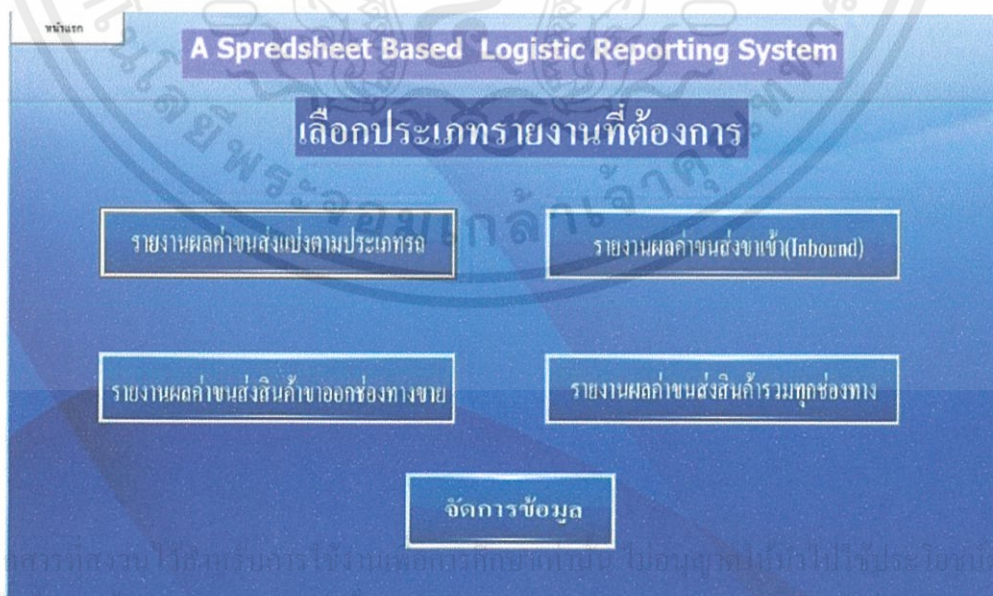 หน้าแรก
A Spredsheet Based Logistic Reporting System
เลือกประเภทรายงานที่ต้องการ
รายงานผลค่าขนส่งแบ่งตามประเภทรถ
รายงานผลค่าขนส่งขาเข้า(Inbound)
รายงานผลค่าขนส่งสินค้าขาออกช่องทางขาย
รายงานผลค่าขนส่งสินค้ารวมทุกช่องทาง
จัดการข้อมูล